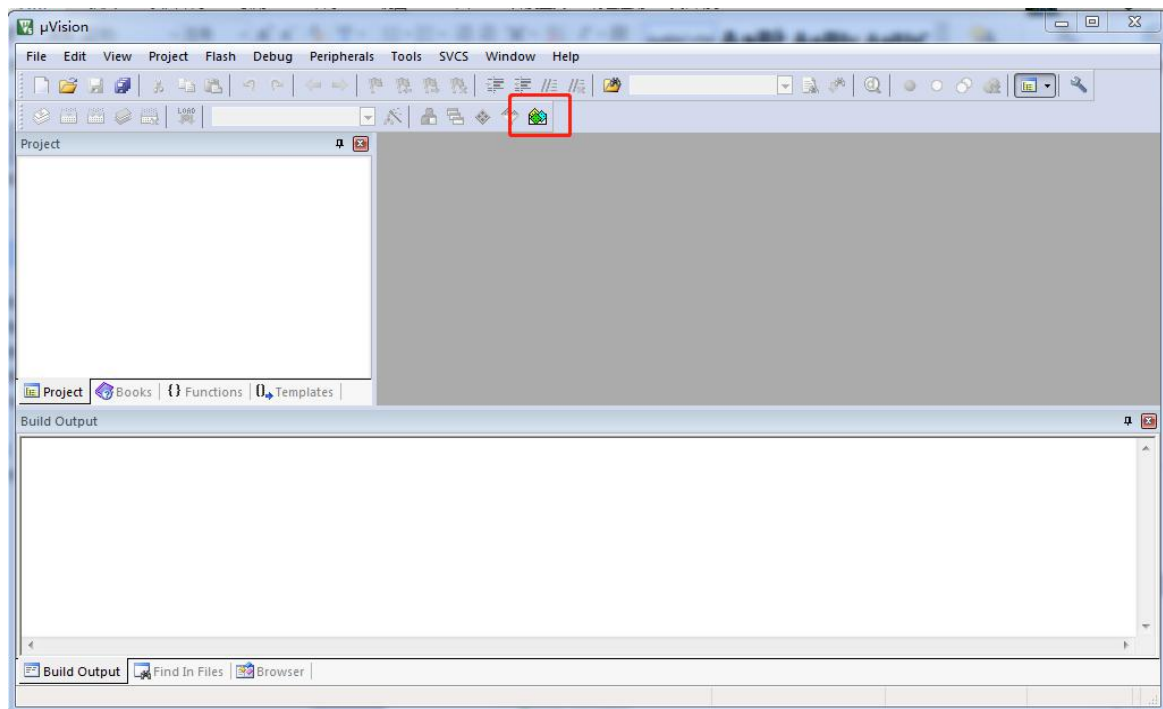 µVision
File Edit View Project Flash Debug Peripherals Tools SVCS Window Help
LOAD
Project
Project Books {} Functions Templates
Build Output
Build Output Find In Files Browser